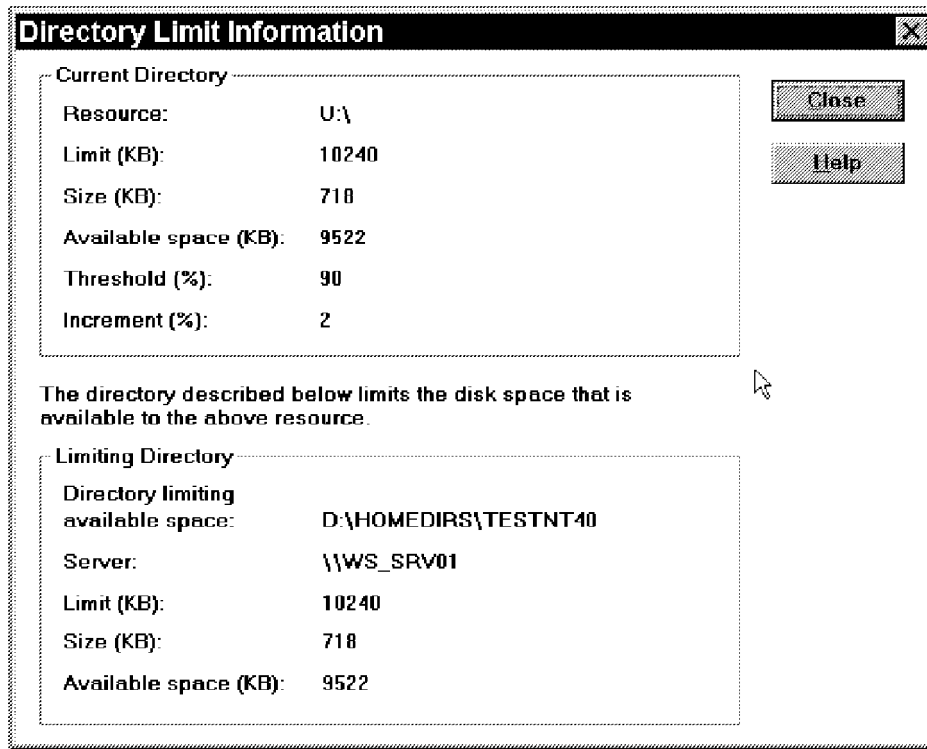 Directory Limit Information
Current Directory
Resource: U:\
Limit (KB): 10240
Size (KB): 718
Available space (KB): 9522
Threshold (%): 90
Increment (%): 2
Close
Help
The directory described below limits the disk space that is
available to the above resource.
Limiting Directory
Directory limiting
available space: D:\HOMEDIRS\TESTNT40
Server: \\WS_SRV01
Limit (KB): 10240
Size (KB): 718
Available space (KB): 9522